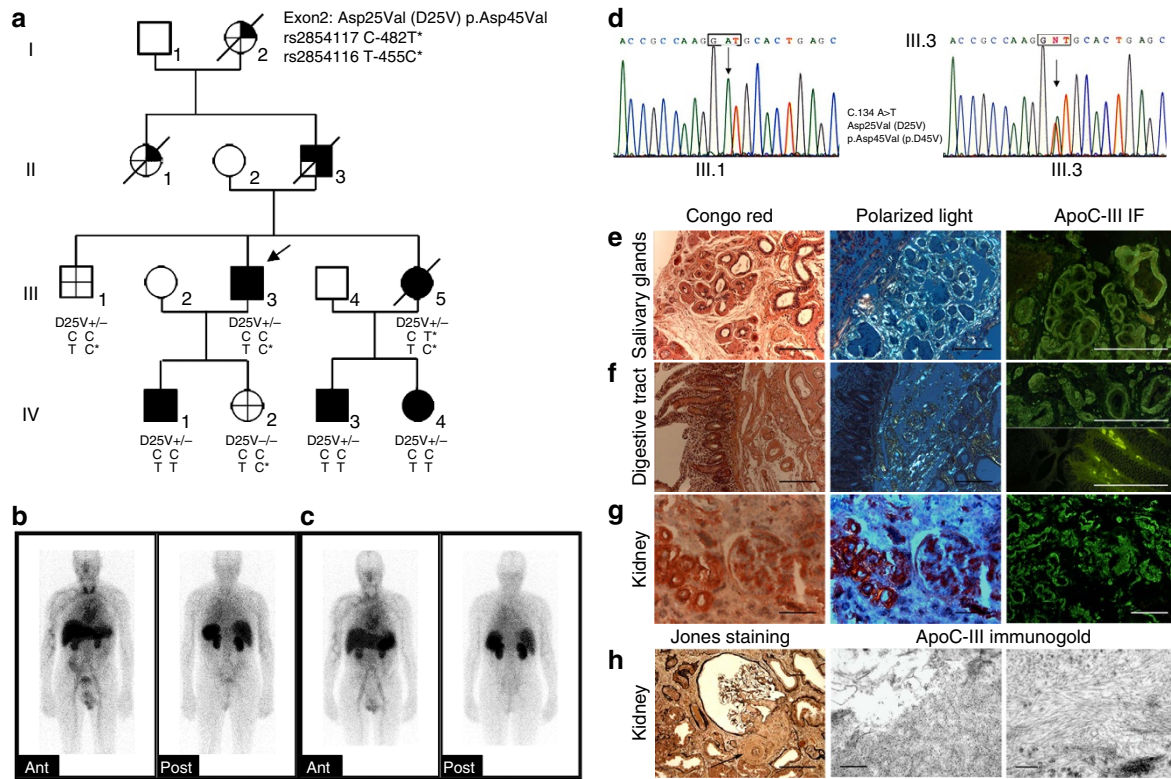 a
Exon2: Asp25Val (D25V) p.Asp45Val
rs2854117 C-482T*
rs2854116 T-455C*
I
1
2
II
1
2
3
III
1
2
3
4
5
D25V+/–
C C
T C*
D25V+/–
C C
T C*
D25V+/–
C T*
T C*
IV
1
2
3
4
D25V+/–
C C
T T
D25V–/–
C C
T C*
D25V+/–
C C
T T
D25V+/–
C C
T T
b
Ant
Post
c
Ant
Post
d
A C C G C C A A G G A T G C A C T G A G C
III.1
C.134 A>T
Asp25Val (D25V)
p.Asp45Val (p.D45V)
III.3
A C C G C C A A G G N T G C A C T G A G C
III.3
Congo red
Polarized light
ApoC-III IF
e
Salivary glands
f
Digestive tract
g
Kidney
Jones staining
ApoC-III immunogold
h
Kidney